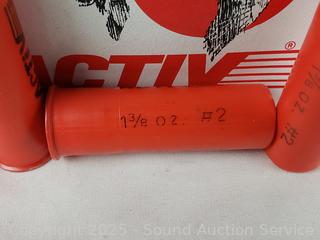 ACTIV
1 3/8 OZ. #2
1 3/8 OZ #2
Copyright 2025 - Sound Auction Service